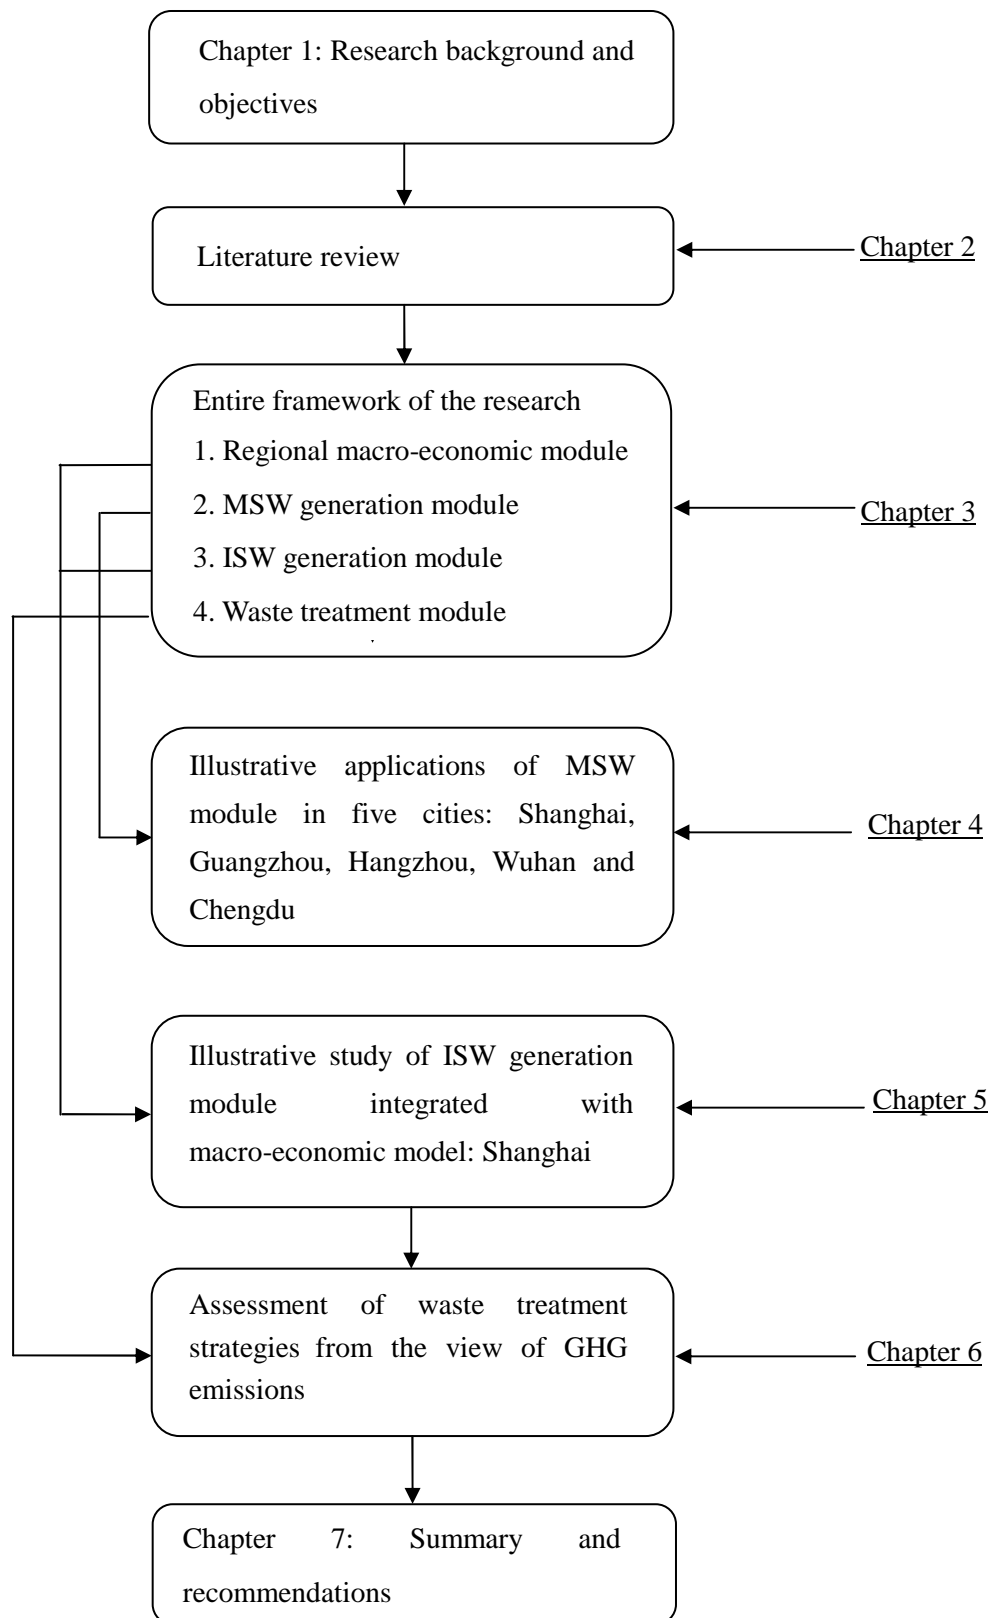 Chapter 1: Research background and
objectives
Literature review
Chapter 2
Entire framework of the research
1. Regional macro-economic module
2. MSW generation module
3. ISW generation module
4. Waste treatment module
Chapter 3
Illustrative applications of MSW
module in five cities: Shanghai,
Guangzhou, Hangzhou, Wuhan and
Chengdu
Chapter 4
Illustrative study of ISW generation
module integrated with
macro-economic model: Shanghai
Chapter 5
Assessment of waste treatment
strategies from the view of GHG
emissions
Chapter 6
Chapter 7: Summary and
recommendations